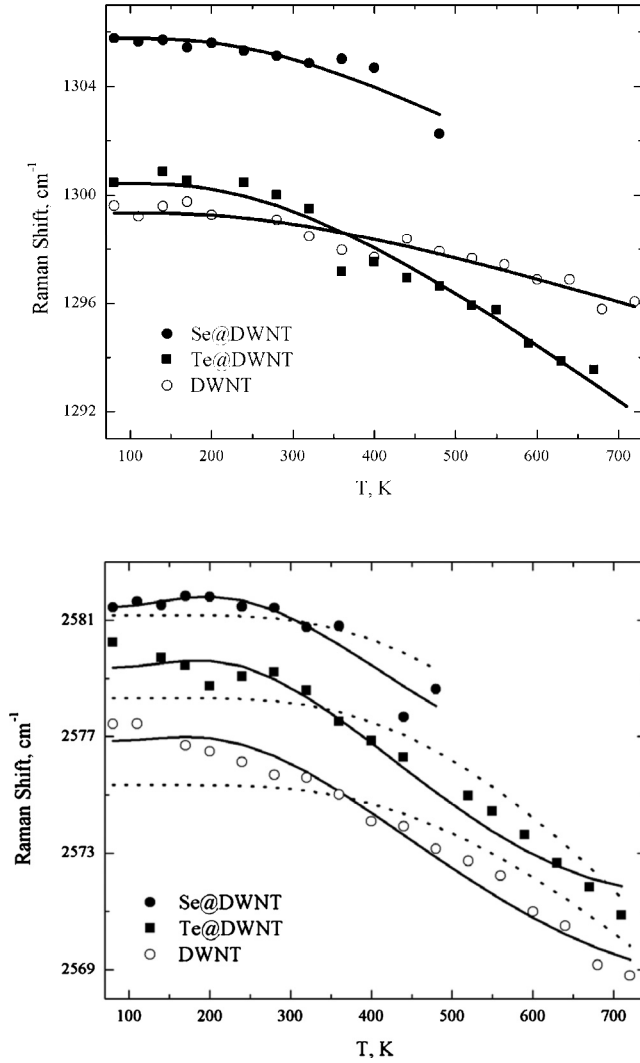 1304
1300
1296
1292
Raman Shift, cm-1
Se@DWNT
Te@DWNT
DWNT
100 200 300 400 500 600 700
T, K
2581
2577
2573
2569
Raman Shift, cm-1
Se@DWNT
Te@DWNT
DWNT
100 200 300 400 500 600 700
T, K